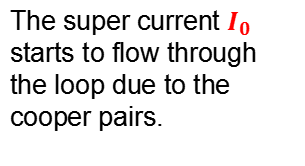 The super current I₀
starts to flow through
the loop due to the
cooper pairs.